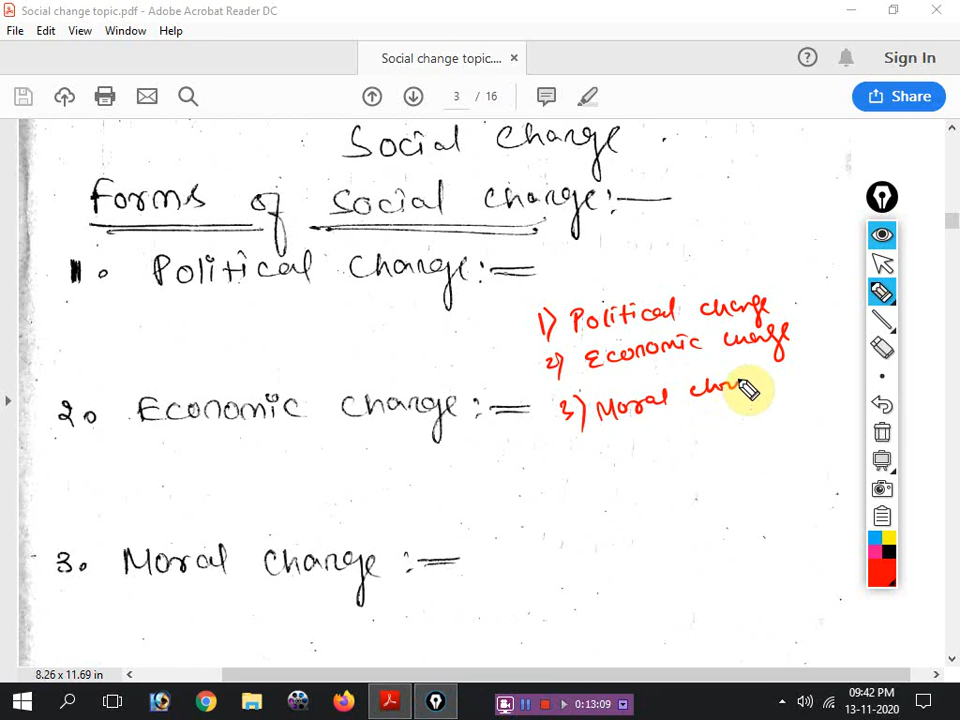 Social change topic.pdf - Adobe Acrobat Reader DC
File Edit View Window Help
Social change topic....
Sign In
3 / 16
Share
Social change
Forms of social change:-
1. Political change:=
1) Political change
2) Economic change
2. Economic change:=
3) Moral chan
3. Moral change:=
8.26 x 11.69 in
0:13:09
09:42 PM
13-11-2020